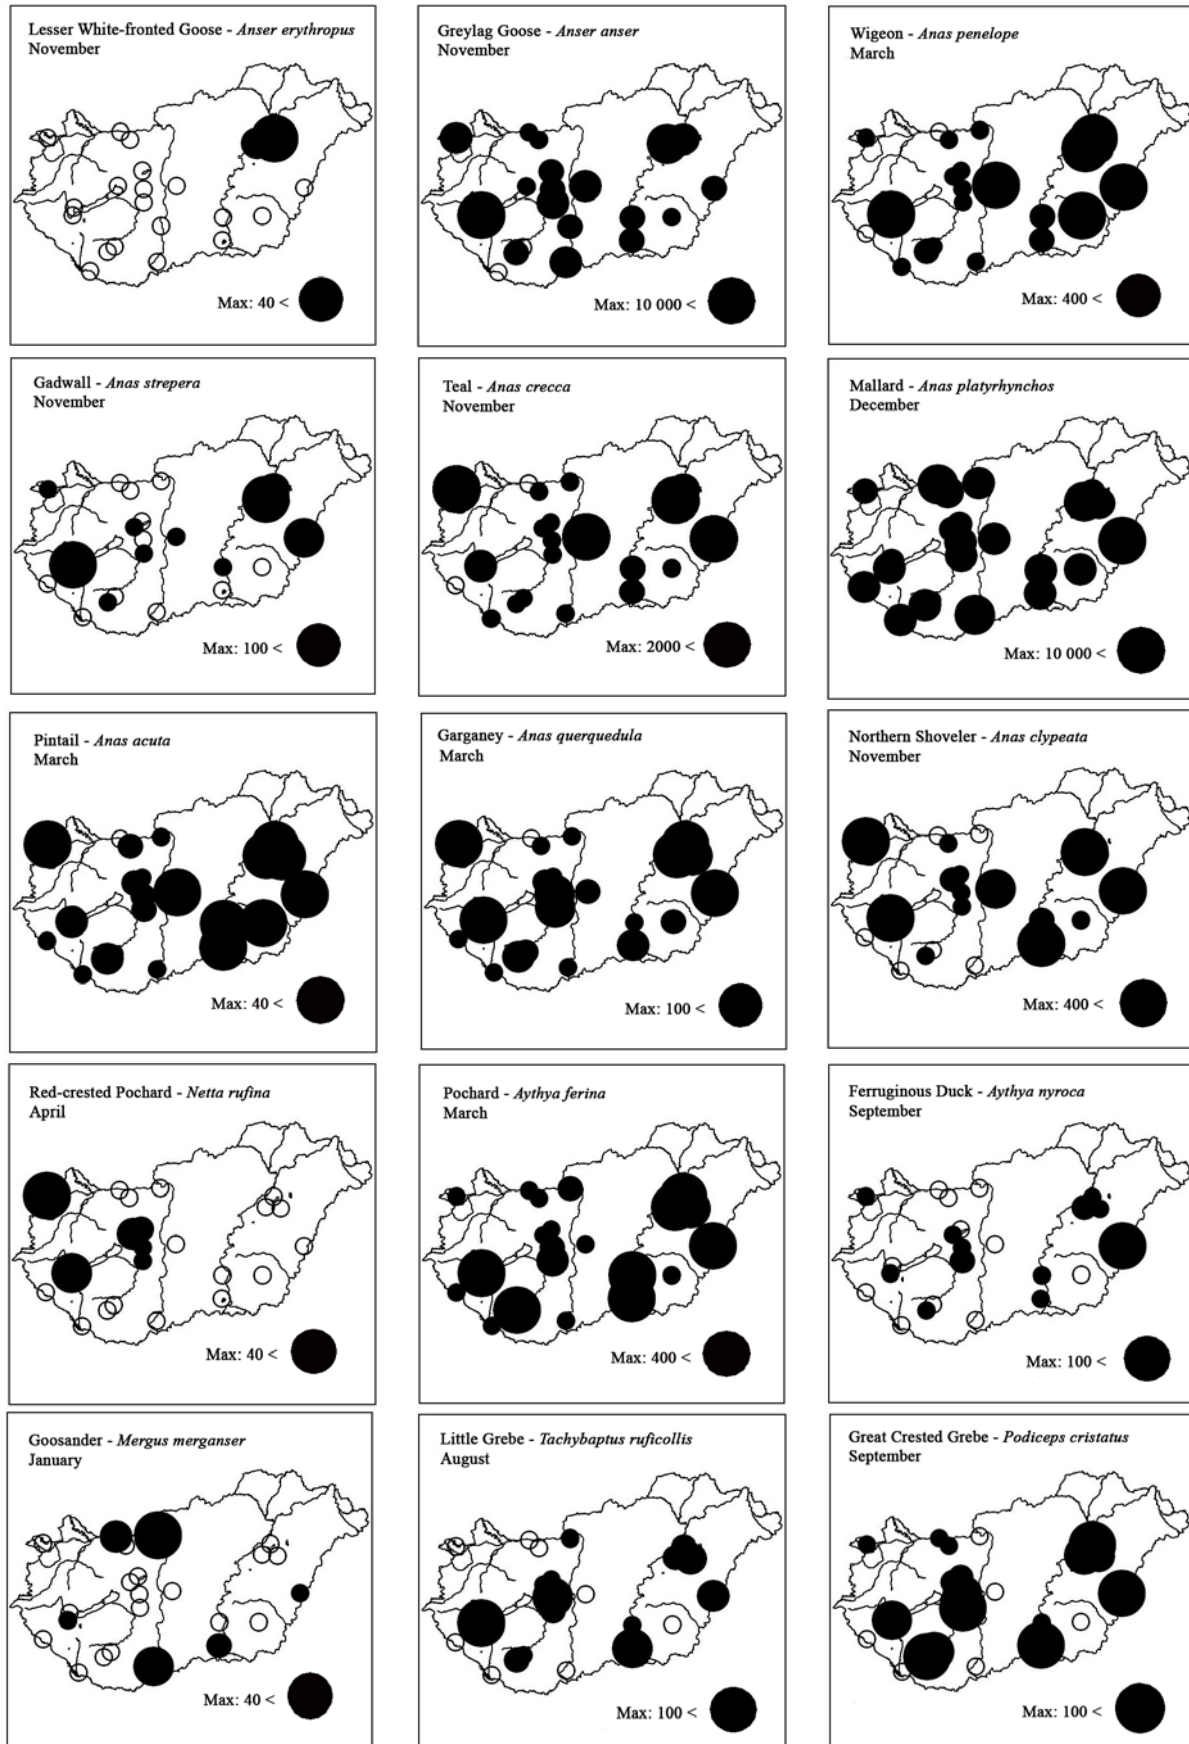 Lesser White-fronted Goose - Anser erythropus
November
Max: 40 <
Greylag Goose - Anser anser
November
Max: 10 000 <
Wigeon - Anas penelope
March
Max: 400 <
Gadwall - Anas strepera
November
Max: 100 <
Teal - Anas crecca
November
Max: 2000 <
Mallard - Anas platyrhynchos
December
Max: 10 000 <
Pintail - Anas acuta
March
Max: 40 <
Garganey - Anas querquedula
March
Max: 100 <
Northern Shoveler - Anas clypeata
November
Max: 400 <
Red-crested Pochard - Netta rufina
April
Max: 40 <
Pochard - Aythya ferina
March
Max: 400 <
Ferruginous Duck - Aythya nyroca
September
Max: 100 <
Goosander - Mergus merganser
January
Max: 40 <
Little Grebe - Tachybaptus ruficollis
August
Max: 100 <
Great Crested Grebe - Podiceps cristatus
September
Max: 100 <